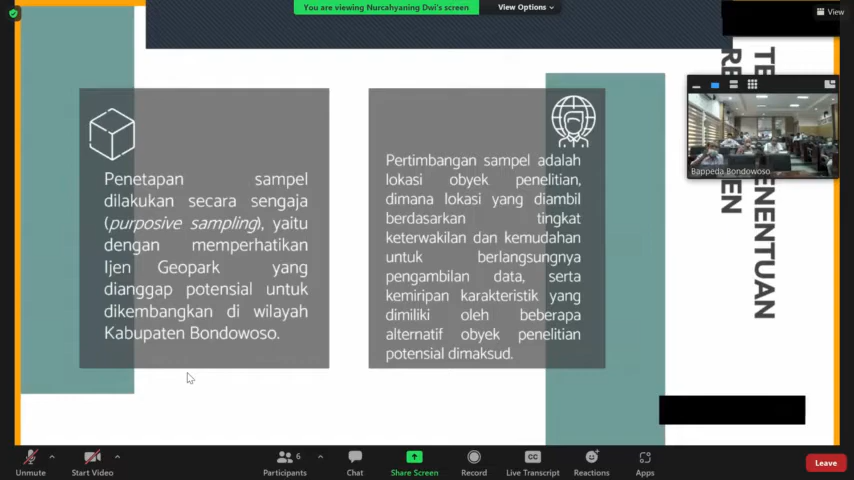 You are viewing Nurcahyaning Dwi's screen
View Options
View
Penetapan sampel
dilakukan secara sengaja
(purposive sampling), yaitu
dengan memperhatikan
Ijen Geopark yang
dianggap potensial untuk
dikembangkan di wilayah
Kabupaten Bondowoso.
Pertimbangan sampel adalah
lokasi obyek penelitian,
dimana lokasi yang diambil
berdasarkan tingkat
keterwakilan dan kemudahan
untuk berlangsungnya
pengambilan data, serta
kemiripan karakteristik yang
dimiliki oleh beberapa
alternatif obyek penelitian
potensial dimaksud.
Bappeda Bondowoso
Unmute
Start Video
6
Participants
Chat
Share Screen
Record
CC
Live Transcript
Reactions
Apps
Leave